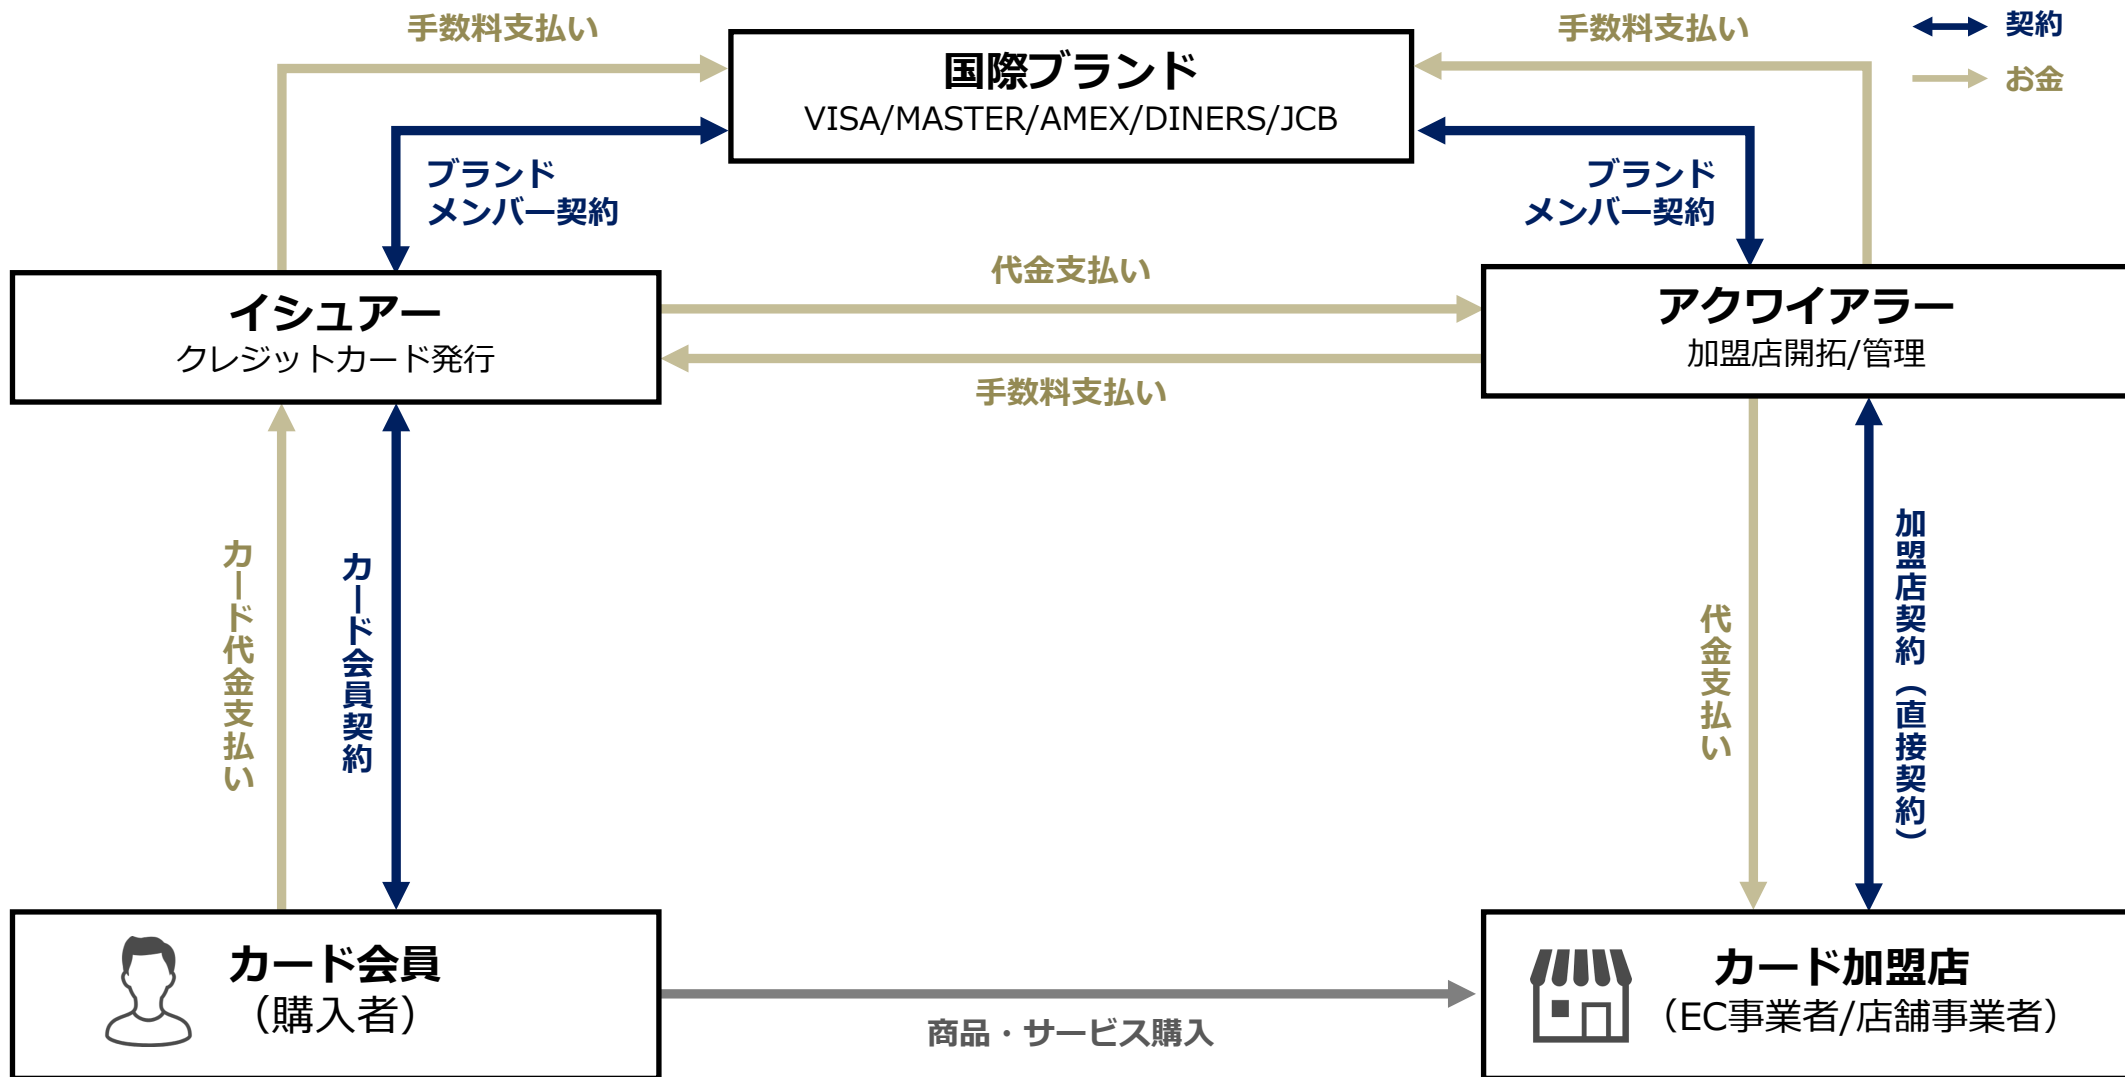 手数料支払い
手数料支払い
契約
お金
国際ブランド
VISA/MASTER/AMEX/DINERS/JCB
ブランド
メンバー契約
ブランド
メンバー契約
イシュアー
クレジットカード発行
代金支払い
手数料支払い
アクワイアラー
加盟店開拓/管理
カード代金支払い
カード会員契約
代金支払い
加盟店契約（直接契約）
カード会員
（購入者）
商品・サービス購入
カード加盟店
（EC事業者/店舗事業者）